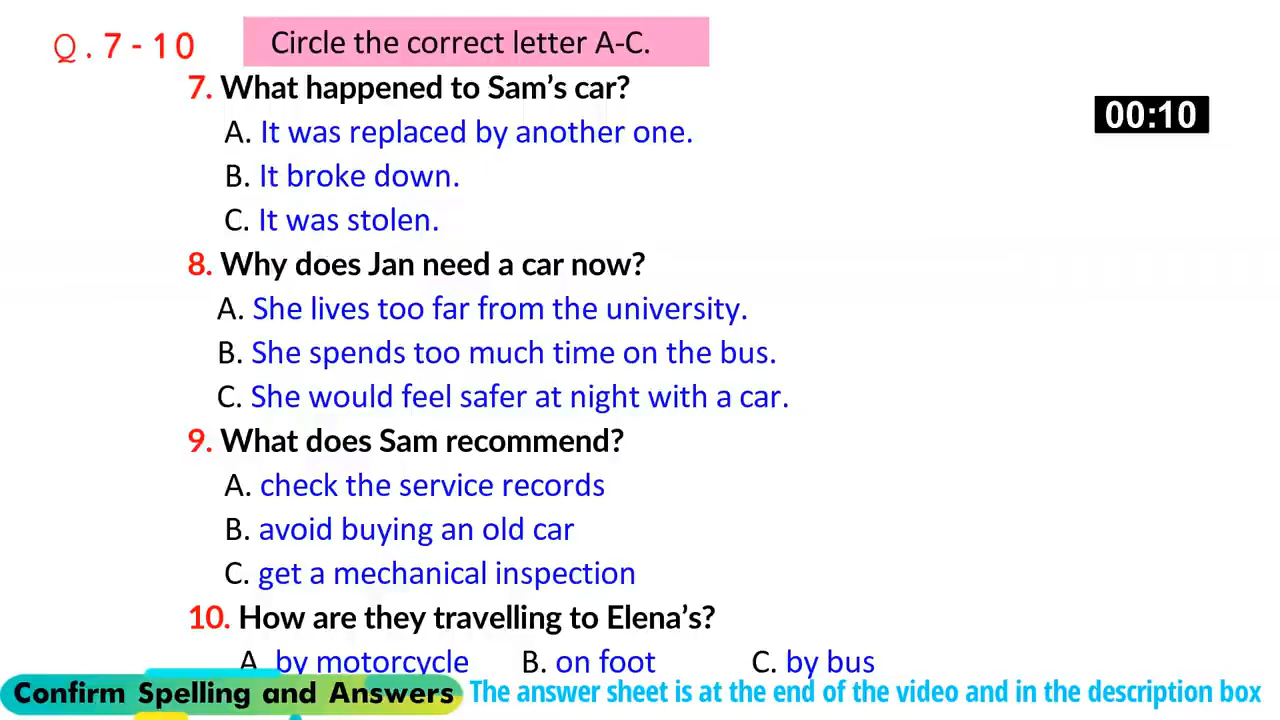 Q.7-10 Circle the correct letter A-C.
7. What happened to Sam's car?
00:10
A. It was replaced by another one.
B. It broke down.
C. It was stolen.
8. Why does Jan need a car now?
A. She lives too far from the university.
B. She spends too much time on the bus.
C. She would feel safer at night with a car.
9. What does Sam recommend?
A. check the service records
B. avoid buying an old car
C. get a mechanical inspection
10. How are they travelling to Elena's?
A. by motorcycle B. on foot C. by bus
Confirm Spelling and Answers The answer sheet is at the end of the video and in the description box